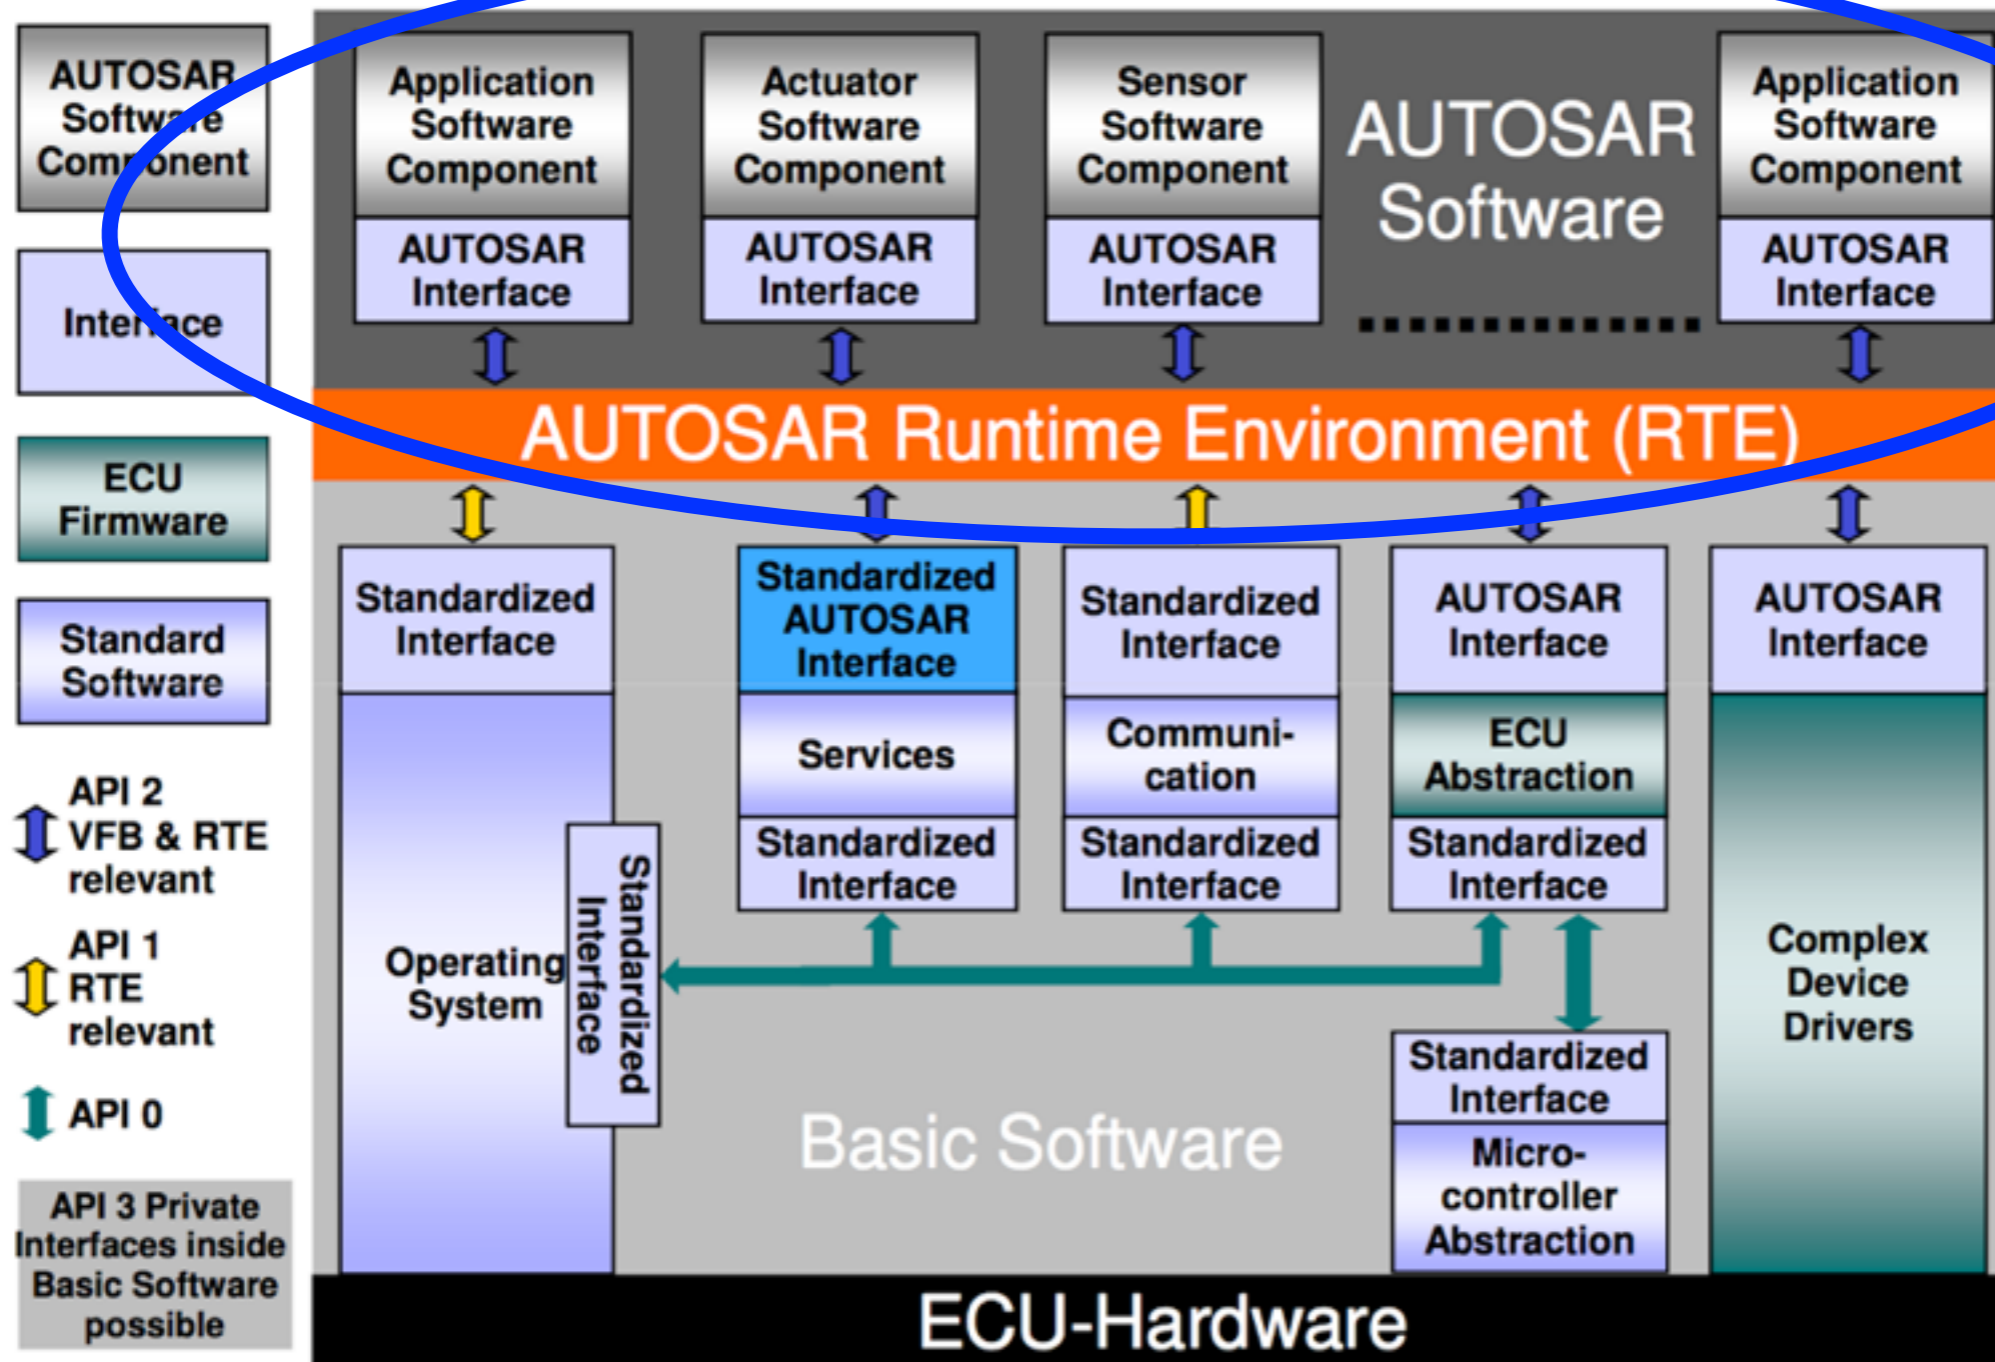 AUTOSAR
Software
Component
Interface
ECU
Firmware
Standard
Software
API 2
VFB & RTE
relevant
API 1
RTE
relevant
API 0
API 3 Private
Interfaces inside
Basic Software
possible
Application
Software
Component
AUTOSAR
Interface
Actuator
Software
Component
AUTOSAR
Interface
Sensor
Software
Component
AUTOSAR
Interface
AUTOSAR
Software
Application
Software
Component
AUTOSAR
Interface
AUTOSAR Runtime Environment (RTE)
Standardized
Interface
Operating
System
Standardized
Interface
Standardized
AUTOSAR
Interface
Services
Standardized
Interface
Standardized
Interface
Communi-
cation
Standardized
Interface
AUTOSAR
Interface
ECU
Abstraction
Standardized
Interface
Standardized
Interface
Micro-
controller
Abstraction
AUTOSAR
Interface
Complex
Device
Drivers
Basic Software
ECU-Hardware